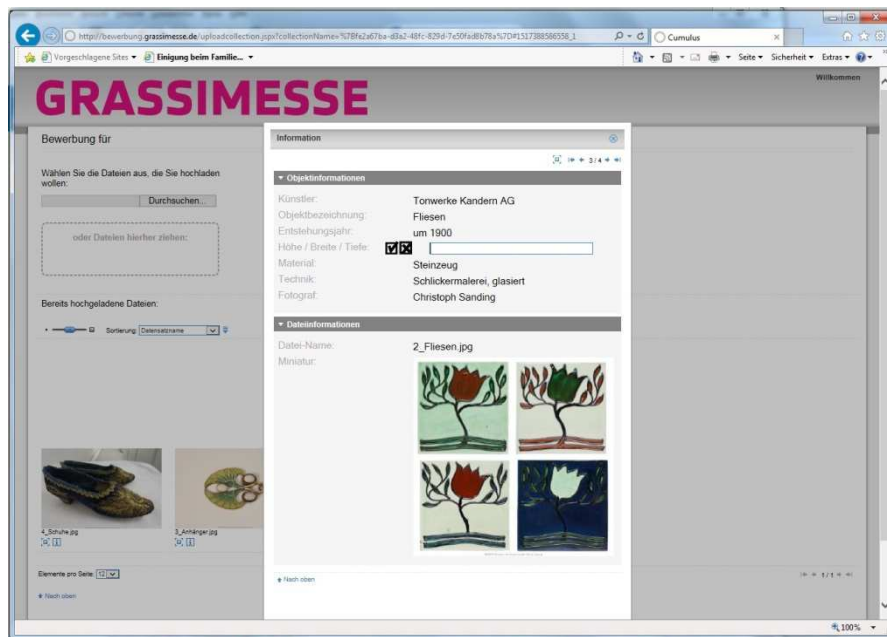 http://bewerbung.grassimesse.de/uploadcollection.jspx?collectionName=%7Bfe2a67ba-d3e2-48fc-829d-7e50fad8b78a%7D#1517388586558_1
Cumulus
Vorgeschlagene Sites
Einigung beim Familie...
Seite
Sicherheit
Extras
Willkommen
GRASSIMESSE
Bewerbung für
Wählen Sie die Dateien aus, die Sie hochladen
wollen:
Durchsuchen...
oder Dateien hierher ziehen:
Bereits hochgeladene Dateien:
Sortierung: Datensatzname
4_Schuhe.jpg
3_Anhänger.jpg
Elemente pro Seite: 12
Nach oben
Information
3 / 4
Objektinformationen
Künstler: Tonwerke Kandern AG
Objektbezeichnung: Fliesen
Entstehungsjahr: um 1900
Höhe / Breite / Tiefe:
Material: Steinzeug
Technik: Schlickermalerei, glasiert
Fotograf: Christoph Sanding
Dateiinformationen
Datei-Name: 2_Fliesen.jpg
Miniatur:
Nach oben
1 / 1
100%